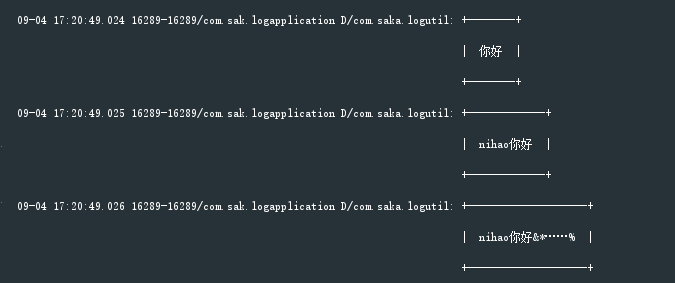 09-04 17:20:49.024 16289-16289/com.sak.logapplication D/com.saka.logutil: +--------+
|  你好  |
+--------+
09-04 17:20:49.025 16289-16289/com.sak.logapplication D/com.saka.logutil: +-------------+
|  nihao你好  |
+-------------+
09-04 17:20:49.026 16289-16289/com.sak.logapplication D/com.saka.logutil: +--------------------+
|  nihao你好&*……%  |
+--------------------+